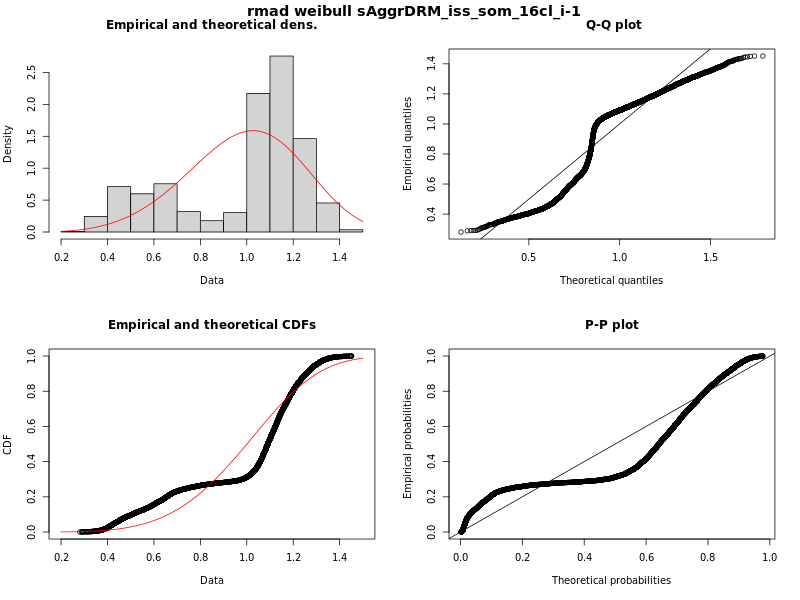 rmad weibull sAggrDRM_iss_som_16cl_i-1
Empirical and theoretical dens.
Density
0.0 0.5 1.0 1.5 2.0 2.5
0.2 0.4 0.6 0.8 1.0 1.2 1.4
Data
Q-Q plot
Empirical quantiles
0.4 0.6 0.8 1.0 1.2 1.4
0.5 1.0 1.5
Theoretical quantiles
Empirical and theoretical CDFs
CDF
0.0 0.2 0.4 0.6 0.8 1.0
0.2 0.4 0.6 0.8 1.0 1.2 1.4
Data
P-P plot
Empirical probabilities
0.0 0.2 0.4 0.6 0.8 1.0
0.0 0.2 0.4 0.6 0.8 1.0
Theoretical probabilities